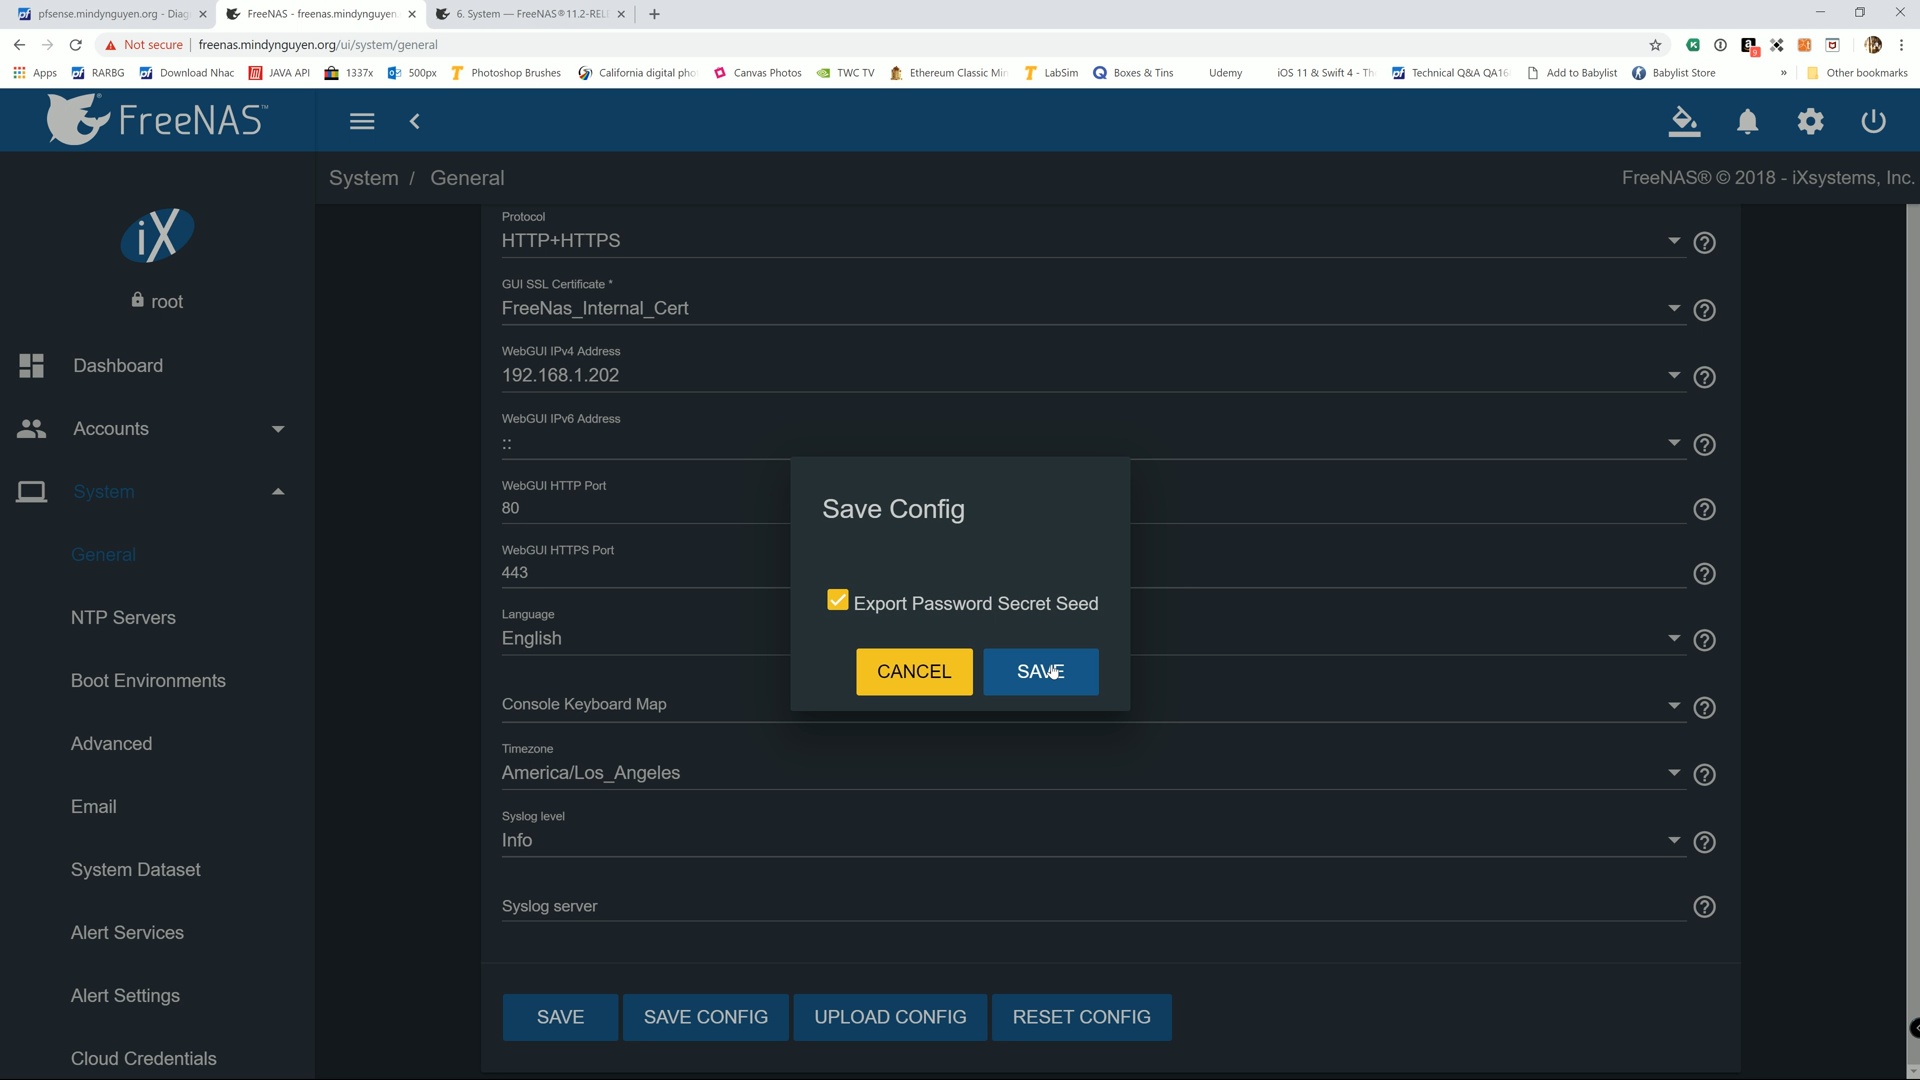 pfsense.mindynguyen.org - Diag
FreeNAS - freenas.mindynguyen.
6. System — FreeNAS®11.2-REL
Not secure
freenas.mindynguyen.org/ui/system/general
9
Apps
RARBG
Download Nhac
JAVA API
1337x
500px
Photoshop Brushes
California digital pho
Canvas Photos
TWC TV
Ethereum Classic Min
LabSim
Boxes & Tins
Udemy
iOS 11 & Swift 4 - Th
Technical Q&A QA16
Add to Babylist
Babylist Store
»
Other bookmarks
FreeNAS™
System / General
FreeNAS® © 2018 - iXsystems, Inc.
iX
root
Dashboard
Accounts
System
General
NTP Servers
Boot Environments
Advanced
Email
System Dataset
Alert Services
Alert Settings
Cloud Credentials
Protocol
HTTP+HTTPS
GUI SSL Certificate *
FreeNas_Internal_Cert
WebGUI IPv4 Address
192.168.1.202
WebGUI IPv6 Address
::
WebGUI HTTP Port
80
WebGUI HTTPS Port
443
Language
English
Console Keyboard Map
Timezone
America/Los_Angeles
Syslog level
Info
Syslog server
SAVE
SAVE CONFIG
UPLOAD CONFIG
RESET CONFIG
Save Config
Export Password Secret Seed
CANCEL
SAVE